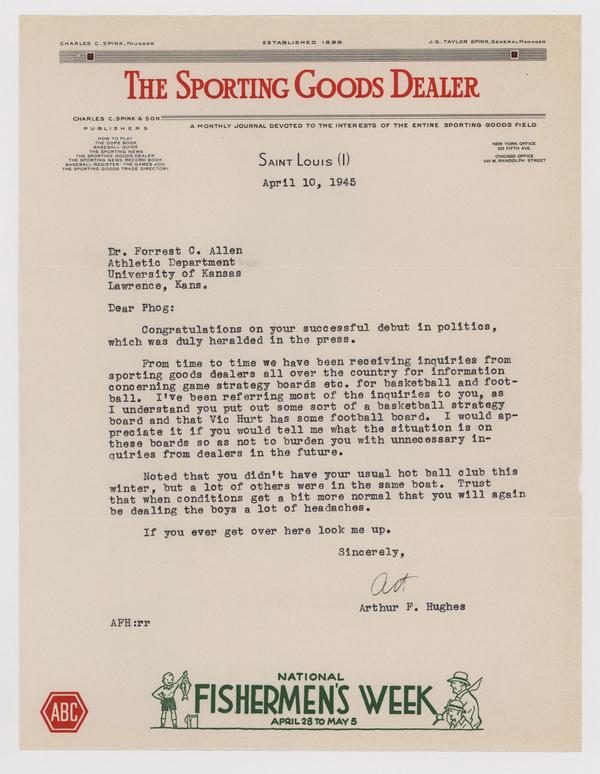 CHARLES C. SPINK, FOUNDER
ESTABLISHED 1899
J.G. TAYLOR SPINK, GENERAL MANAGER
THE SPORTING GOODS DEALER
CHARLES C. SPINK & SON
PUBLISHERS
A MONTHLY JOURNAL DEVOTED TO THE INTERESTS OF THE ENTIRE SPORTING GOODS FIELD
HOW TO PLAY
THE DOPE BOOK
BASEBALL GUIDE
THE SPORTING NEWS
THE SPORTING GOODS DEALER
THE SPORTING NEWS RECORD BOOK
BASEBALL REGISTER - THE GAMES 400
THE SPORTING GOODS TRADE DIRECTORY
NEW YORK OFFICE
FIFTH AVE.
CHICAGO OFFICE
W. RANDOLPH STREET
SAINT LOUIS (1)
April 10, 1945
Dr. Forrest C. Allen
Athletic Department
University of Kansas
Lawrence, Kans.
Dear Phog:
Congratulations on your successful debut in politics,
which was duly heralded in the press.
From time to time we have been receiving inquiries from
sporting goods dealers all over the country for information
concerning game strategy boards etc. for basketball and foot-
ball. I've been referring most of the inquiries to you, as
I understand you put out some sort of a basketball strategy
board and that Vic Hurt has some football board. I would ap-
preciate it if you would tell me what the situation is on
these boards so as not to burden you with unnecessary in-
quiries from dealers in the future.
Noted that you didn't have your usual hot ball club this
winter, but a lot of others were in the same boat. Trust
that when conditions get a bit more normal that you will again
be dealing the boys a lot of headaches.
If you ever get over here look me up.
Sincerely,
Art
Arthur F. Hughes
AFH:rr
ABC
NATIONAL
FISHERMEN'S WEEK
APRIL 28 TO MAY 5